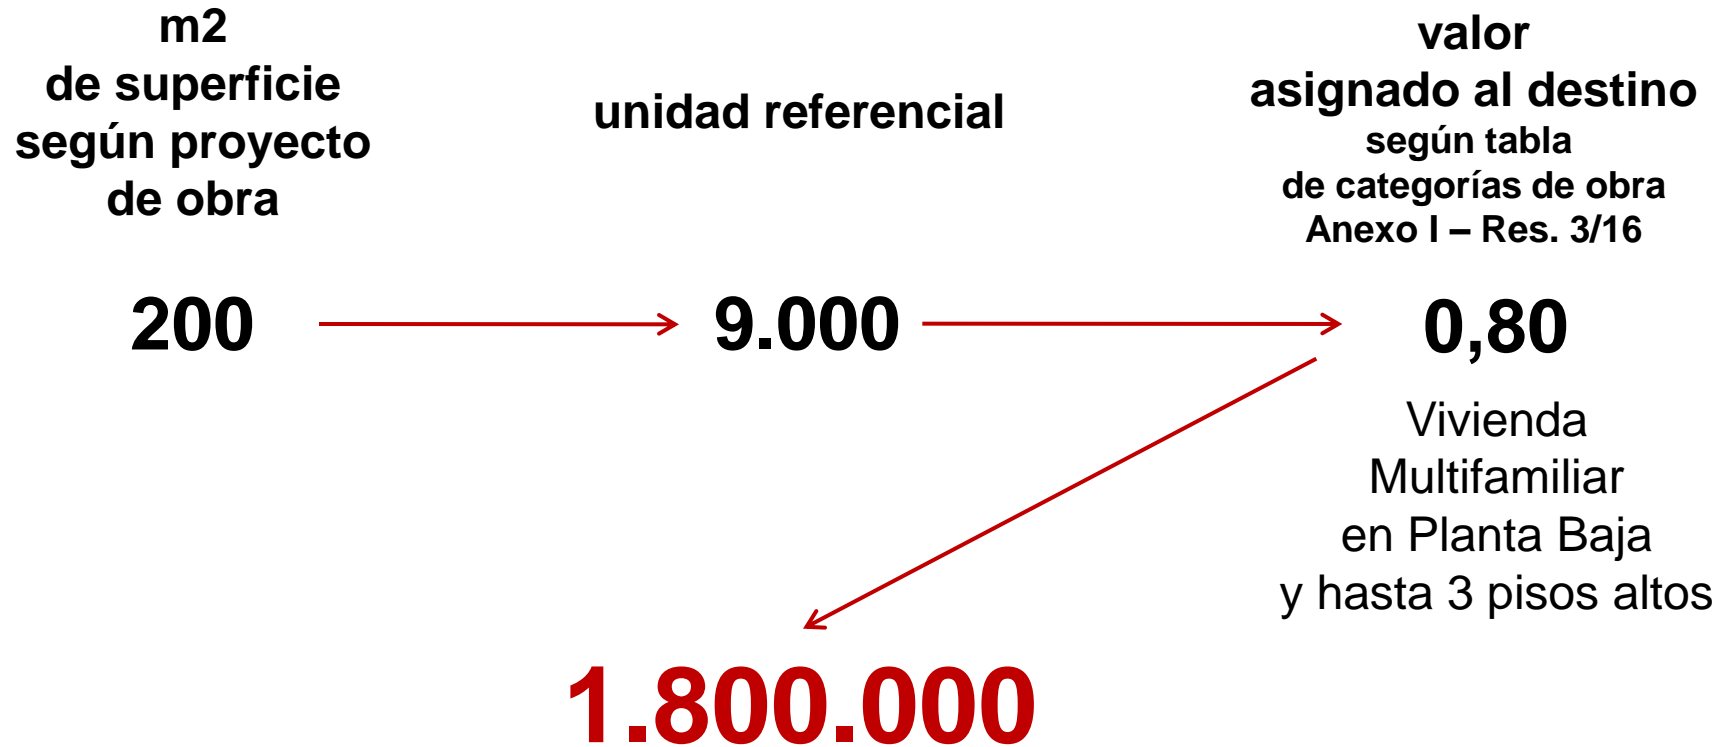 m2
de superficie
según proyecto
de obra
unidad referencial
valor
asignado al destino
según tabla
de categorías de obra
Anexo I – Res. 3/16
200
9.000
0,80
Vivienda
Multifamiliar
en Planta Baja
y hasta 3 pisos altos
1.800.000